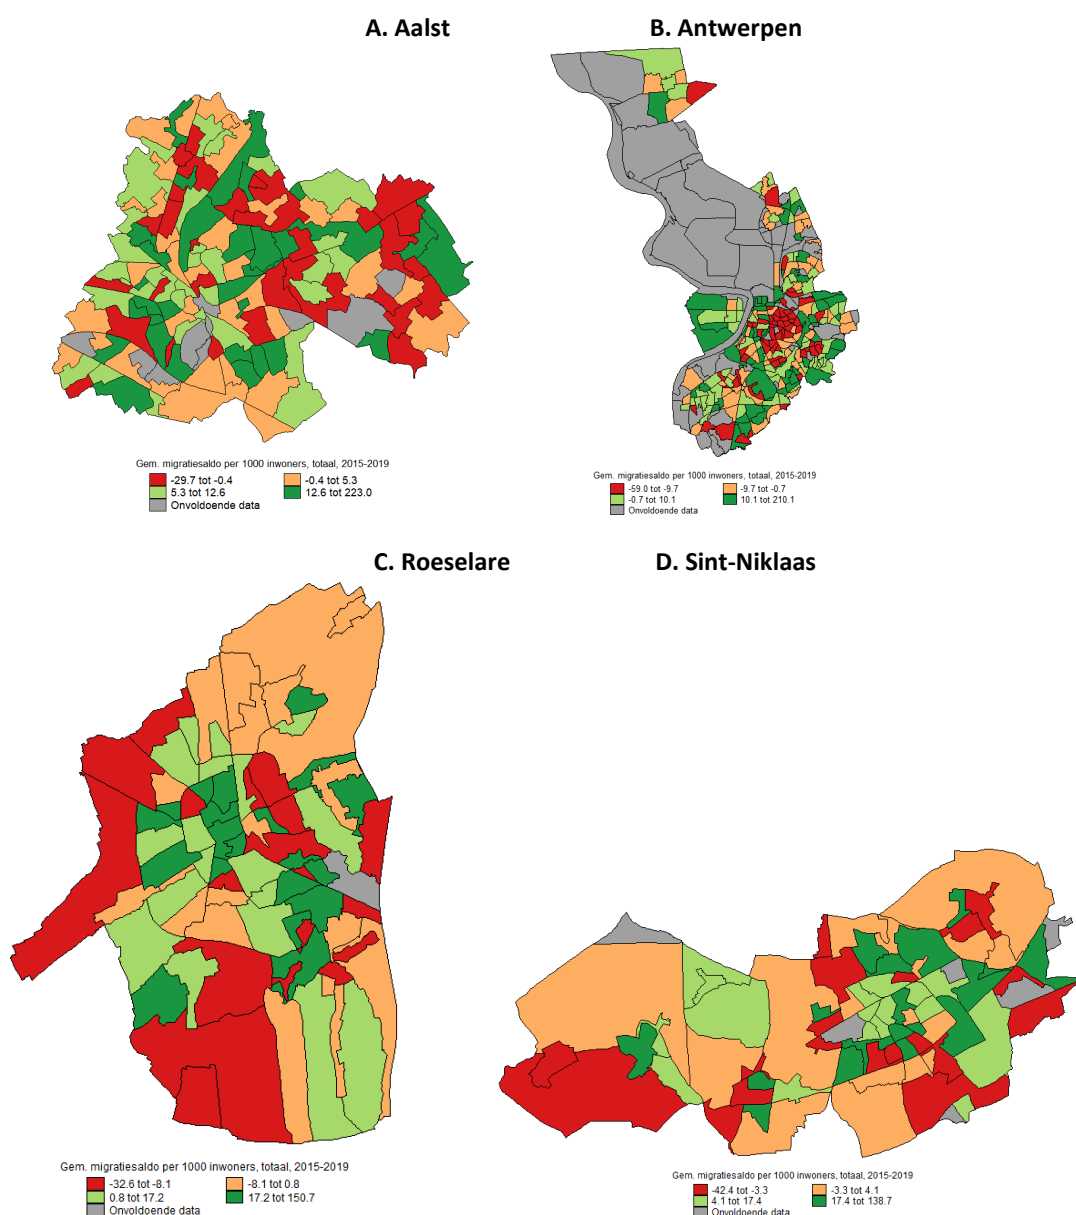 A. Aalst
B. Antwerpen
Gem. migratiesaldo per 1000 inwoners, totaal, 2015-2019
-29.7 tot -0.4
-0.4 tot 5.3
5.3 tot 12.6
12.6 tot 223.0
Onvoldoende data
Gem. migratiesaldo per 1000 inwoners, totaal, 2015-2019
-59.0 tot -9.7
-9.7 tot -0.7
-0.7 tot 10.1
10.1 tot 210.1
Onvoldoende data
C. Roeselare
D. Sint-Niklaas
Gem. migratiesaldo per 1000 inwoners, totaal, 2015-2019
-32.6 tot -8.1
-8.1 tot 0.8
0.8 tot 17.2
17.2 tot 150.7
Onvoldoende data
Gem. migratiesaldo per 1000 inwoners, totaal, 2015-2019
-42.4 tot -3.3
-3.3 tot 4.1
4.1 tot 17.4
17.4 tot 138.7
Onvoldoende data